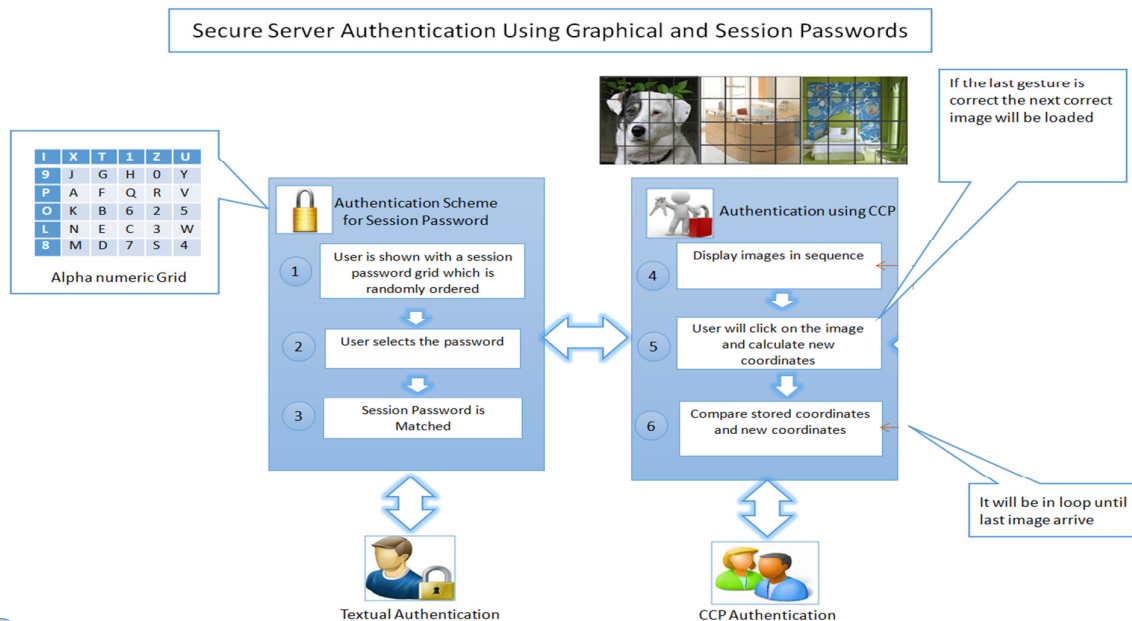 Secure Server Authentication Using Graphical and Session Passwords
If the last gesture is
correct the next correct
image will be loaded
I X T 1 Z U
9 J G H 0 Y
P A F Q R V
O K B 6 2 5
L N E C 3 W
8 M D 7 S 4
Alpha numeric Grid
Authentication Scheme
for Session Password
1
User is shown with a session
password grid which is
randomly ordered
2
User selects the password
3
Session Password is
Matched
Authentication using CCP
4
Display images in sequence
5
User will click on the image
and calculate new
coordinates
6
Compare stored coordinates
and new coordinates
It will be in loop until
last image arrive
Textual Authentication
CCP Authentication